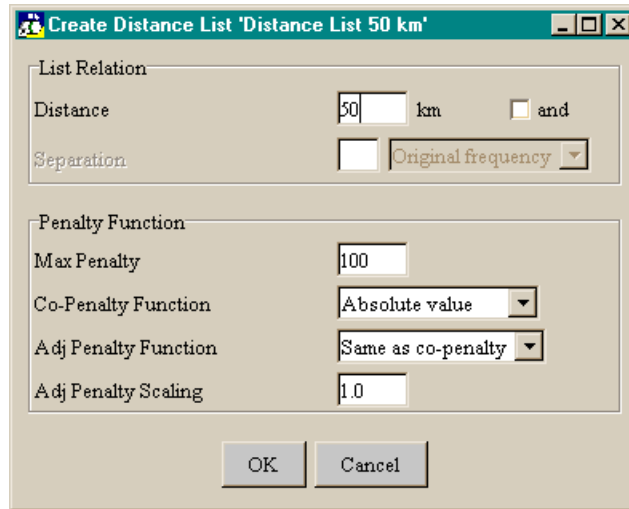 Create Distance List 'Distance List 50 km'
List Relation
Distance 50 km and
Separation Original frequency
Penalty Function
Max Penalty 100
Co-Penalty Function Absolute value
Adj Penalty Function Same as co-penalty
Adj Penalty Scaling 1.0
OK Cancel